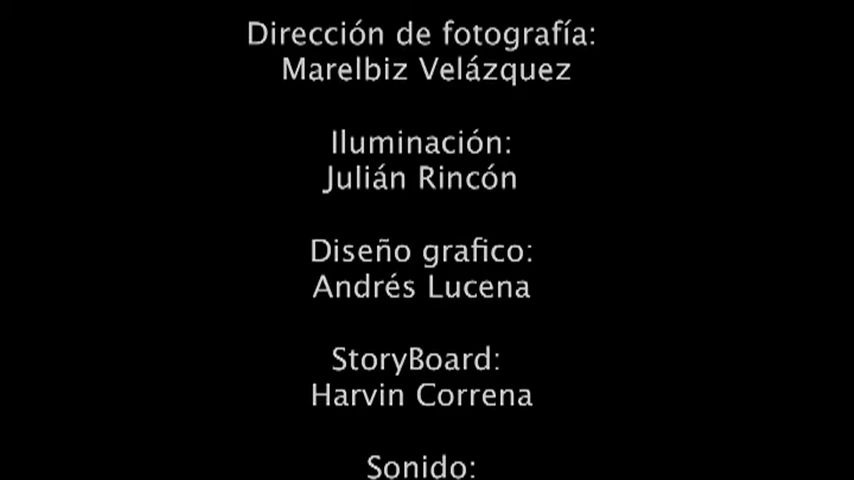 Dirección de fotografía:
Marelbiz Velázquez
Iluminación:
Julián Rincón
Diseño grafico:
Andrés Lucena
StoryBoard:
Harvin Correna
Sonido: